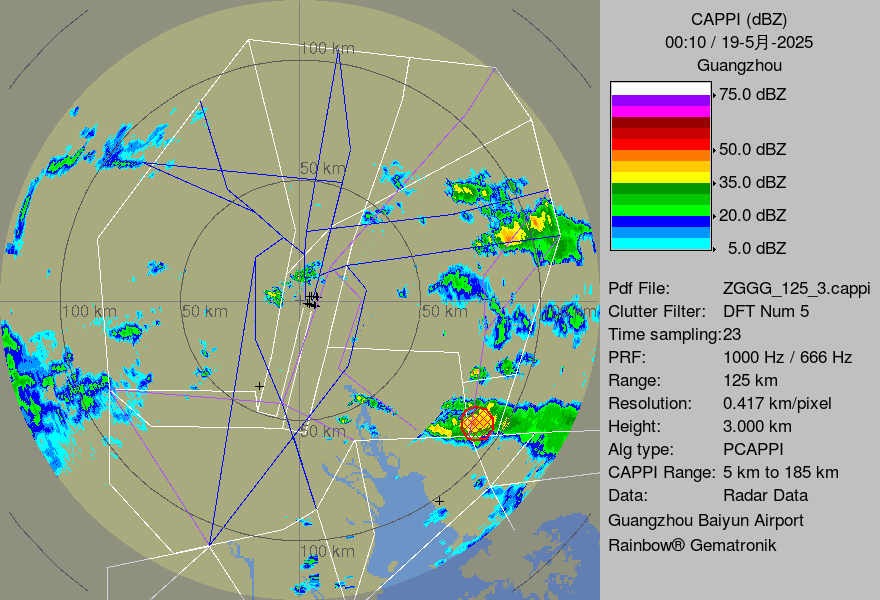 CAPPI (dBZ)
00:10 / 19-5月-2025
Guangzhou
75.0 dBZ
50.0 dBZ
35.0 dBZ
20.0 dBZ
5.0 dBZ
100 km
50 km
100 km
50 km
50 km
km
50 km
100 km
Pdf File: ZGGG_125_3.cappi
Clutter Filter: DFT Num 5
Time sampling:23
PRF: 1000 Hz / 666 Hz
Range: 125 km
Resolution: 0.417 km/pixel
Height: 3.000 km
Alg type: PCAPPI
CAPPI Range: 5 km to 185 km
Data: Radar Data
Guangzhou Baiyun Airport
Rainbow® Gematronik